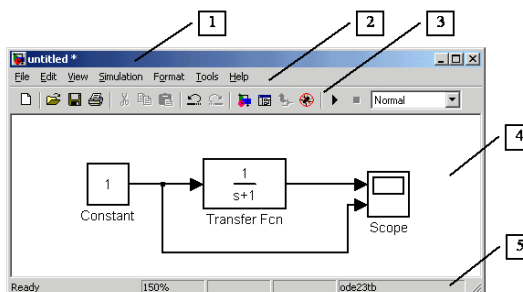 1
2
3
untitled *
File Edit View Simulation Format Tools Help
Normal
4
1
Constant
1
s+1
Transfer Fcn
Scope
5
Ready 150% ode23tb